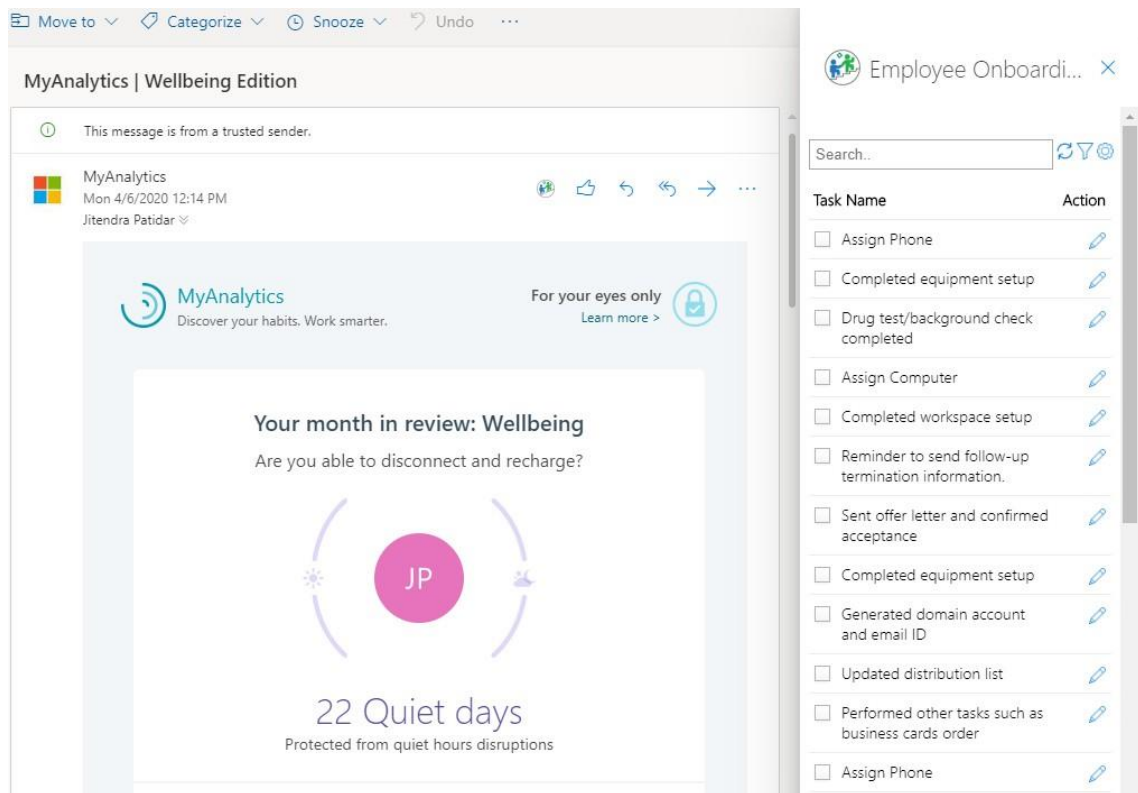 Move to
Categorize
Snooze
Undo
MyAnalytics | Wellbeing Edition
This message is from a trusted sender.
MyAnalytics
Mon 4/6/2020 12:14 PM
Jitendra Patidar
MyAnalytics
Discover your habits. Work smarter.
For your eyes only
Learn more >
Your month in review: Wellbeing
Are you able to disconnect and recharge?
JP
22 Quiet days
Protected from quiet hours disruptions
Employee Onboardi...
Search..
Task Name Action
Assign Phone
Completed equipment setup
Drug test/background check
completed
Assign Computer
Completed workspace setup
Reminder to send follow-up
termination information.
Sent offer letter and confirmed
acceptance
Completed equipment setup
Generated domain account
and email ID
Updated distribution list
Performed other tasks such as
business cards order
Assign Phone